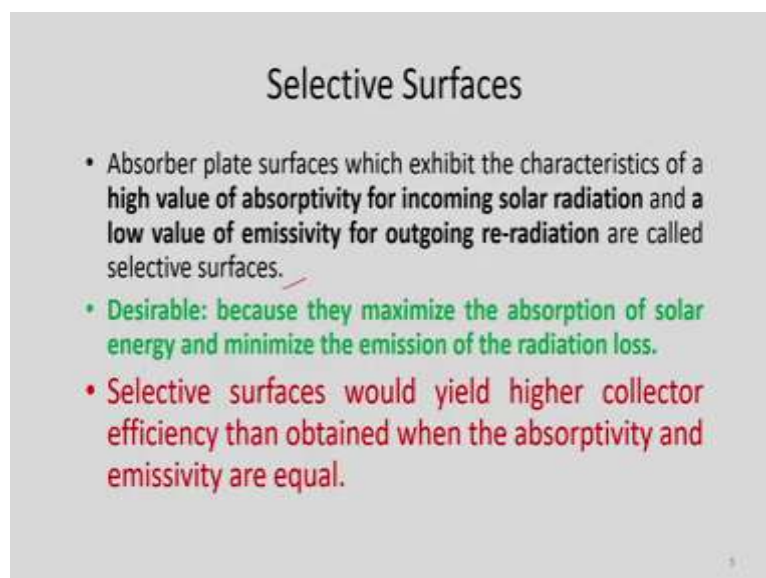 Selective Surfaces
• Absorber plate surfaces which exhibit the characteristics of a
high value of absorptivity for incoming solar radiation and a
low value of emissivity for outgoing re-radiation are called
selective surfaces.
• Desirable: because they maximize the absorption of solar
energy and minimize the emission of the radiation loss.
• Selective surfaces would yield higher collector
efficiency than obtained when the absorptivity and
emissivity are equal.